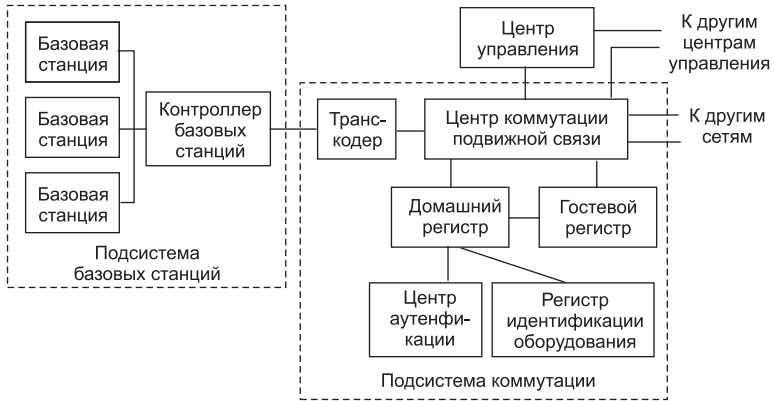 Базовая
станция
Базовая
станция
Базовая
станция
Контроллер
базовых
станций
Подсистема
базовых станций
Центр
управления
К другим
центрам
управления
Транс-
кодер
Центр коммутации
подвижной связи
К другим
сетям
Домашний
регистр
Гостевой
регистр
Центр
аутенфи-
кации
Регистр
идентификации
оборудования
Подсистема коммутации